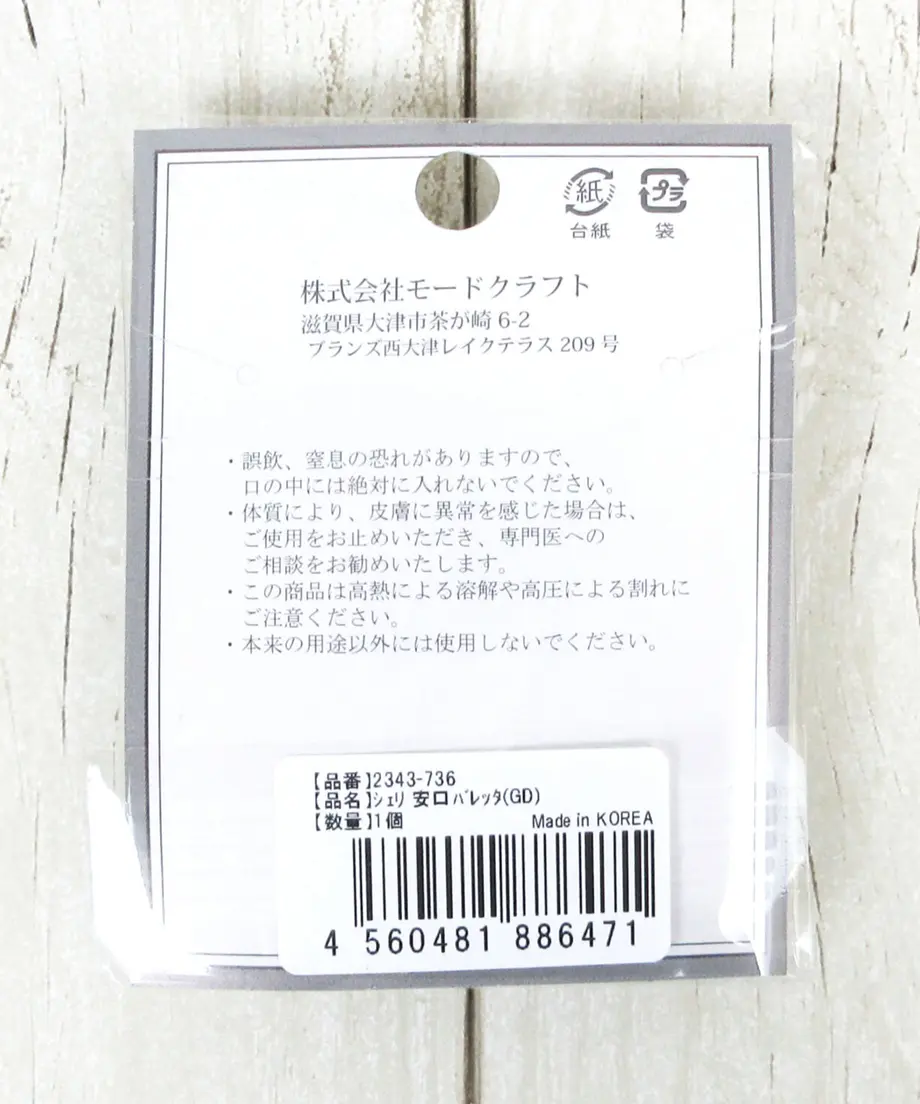 紙 プラ
台紙 袋
株式会社モードクラフト
滋賀県大津市茶が崎 6-2
ブランズ西大津レイクテラス 209 号
・誤飲、窒息の恐れがありますので、
口の中には絶対に入れないでください。
・体質により、皮膚に異常を感じた場合は、
ご使用をお止めいただき、専門医への
ご相談をお勧めいたします。
・この商品は高熱による溶解や高圧による割れに
ご注意ください。
・本来の用途以外には使用しないでください。
【品番】2343-736
【品名】ｼｪﾘ 安口ﾊﾞﾚｯﾀ(GD)
【数量】1個 Made in KOREA
4 560481 886471